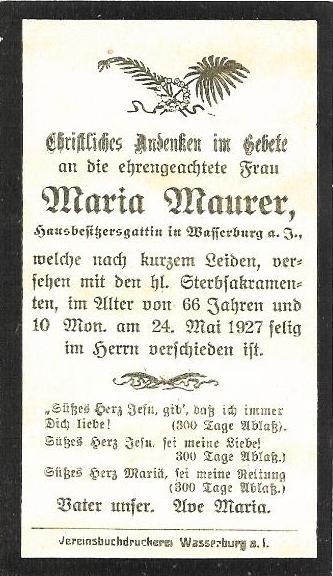 Christliches Andenken im Gebete
an die ehrengeachtete Frau
Maria Maurer,
Hausbesitzersgattin in Wasserburg a. J.,
welche nach kurzem Leiden, ver-
sehen mit den hl. Sterbsakramen-
ten, im Alter von 66 Jahren und
10 Mon. am 24. Mai 1927 selig
im Herrn verschieden ist.
„Süßes Herz Jesu, gib', daß ich immer
Dich liebe! (300 Tage Ablaß).
Süßes Herz Jesu, sei meine Liebe!
300 Tage Ablaß.)
Süßes Herz Mariä, sei meine Rettung
(300 Tage Ablaß.)
Vater unser. Ave Maria.
Vereinsbuchdruckerei Wasserburg a. I.